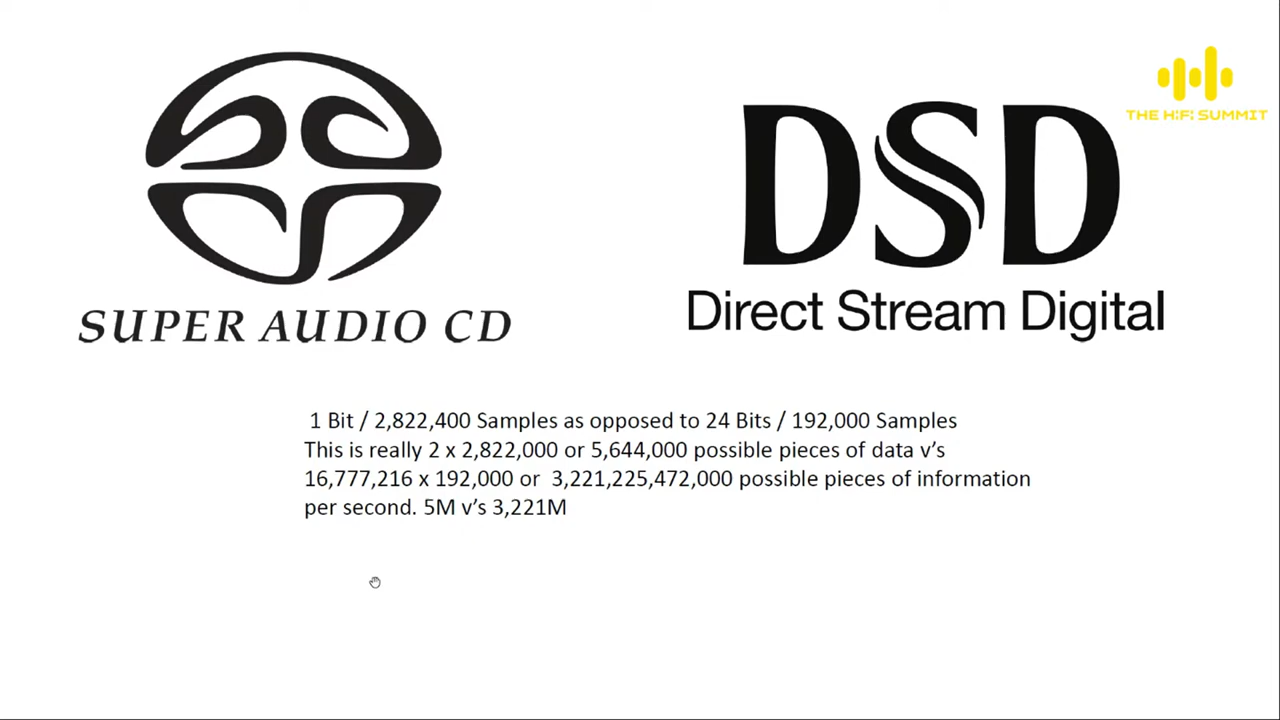 THE HIFI SUMMIT
SUPER AUDIO CD
DSD
Direct Stream Digital
1 Bit / 2,822,400 Samples as opposed to 24 Bits / 192,000 Samples
This is really 2 x 2,822,000 or 5,644,000 possible pieces of data v's
16,777,216 x 192,000 or 3,221,225,472,000 possible pieces of information
per second. 5M v's 3,221M